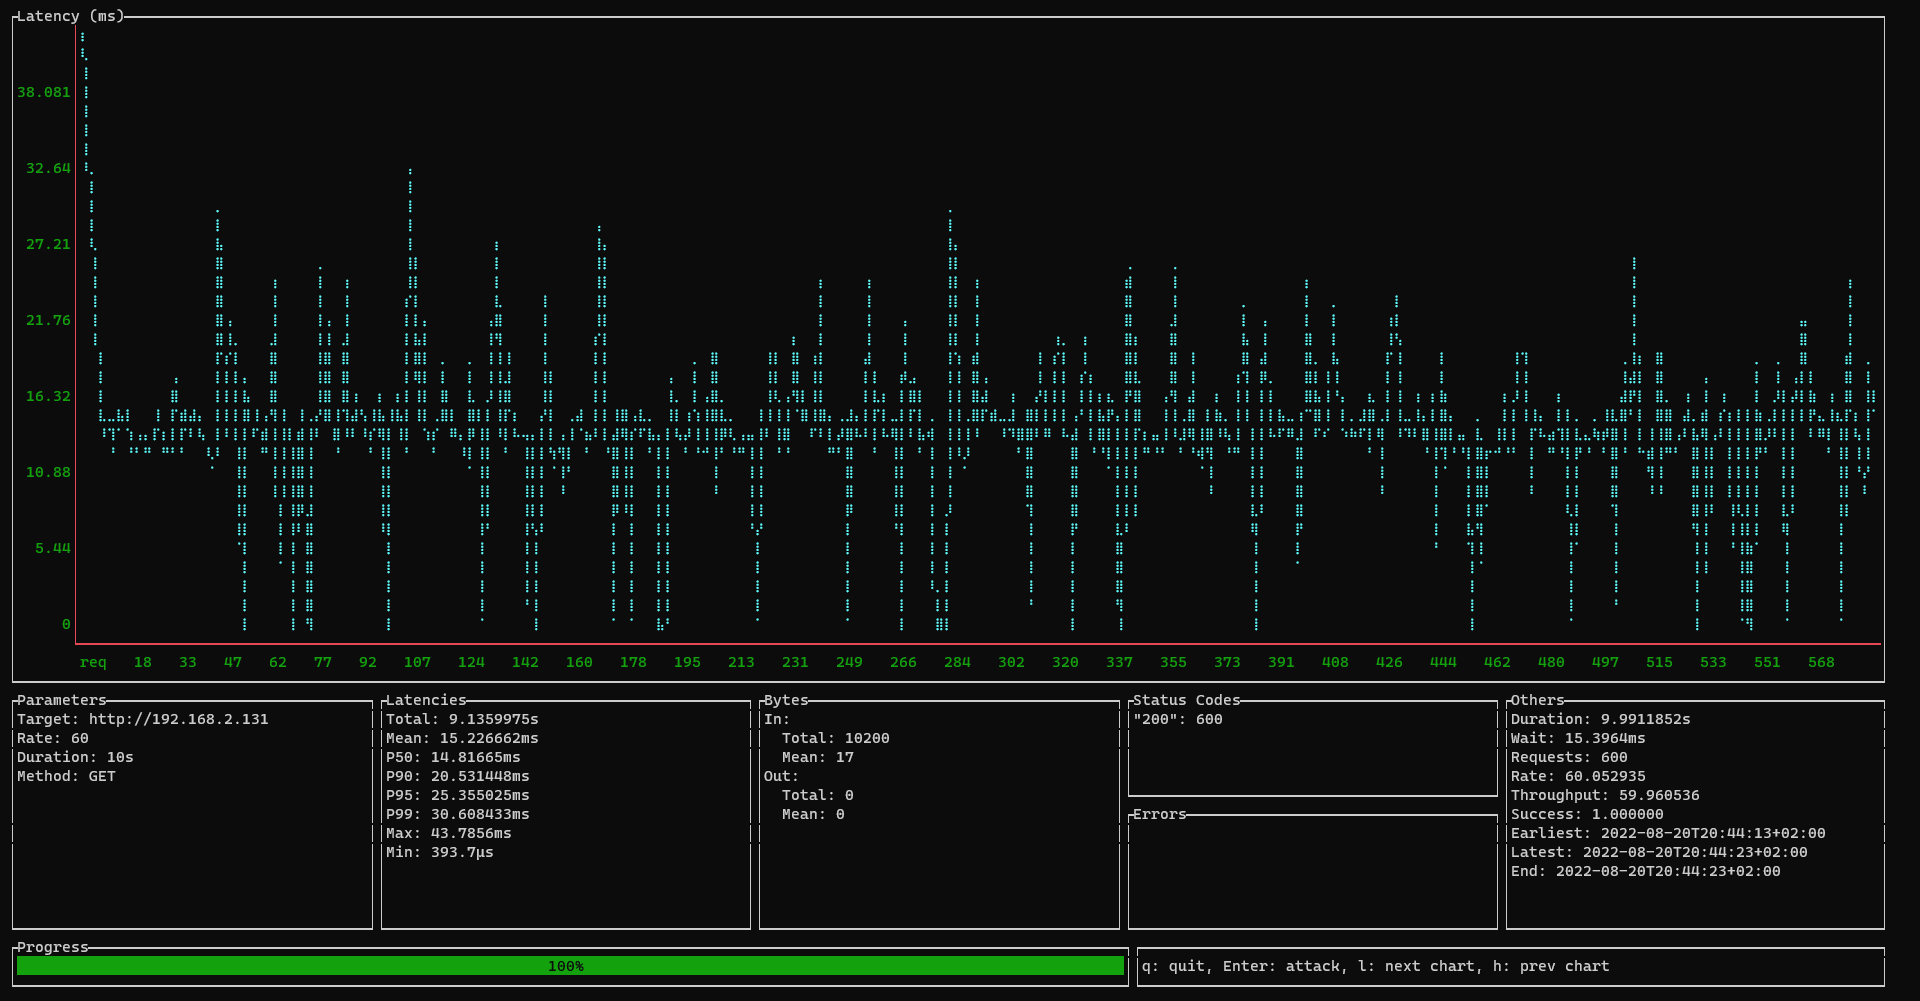 Latency (ms)
38.081
32.64
27.21
21.76
16.32
10.88
5.44
0
req 18 33 47 62 77 92 107 124 142 160 178 195 213 231 249 266 284 302 320 337 355 373 391 408 426 444 462 480 497 515 533 551 568
Parameters
Target: http://192.168.2.131
Rate: 60
Duration: 10s
Method: GET
Latencies
Total: 9.1359975s
Mean: 15.226662ms
P50: 14.81665ms
P90: 20.531448ms
P95: 25.355025ms
P99: 30.608433ms
Max: 43.7856ms
Min: 393.7µs
Bytes
In:
Total: 10200
Mean: 17
Out:
Total: 0
Mean: 0
Status Codes
"200": 600
Errors
Others
Duration: 9.9911852s
Wait: 15.3964ms
Requests: 600
Rate: 60.052935
Throughput: 59.960536
Success: 1.000000
Earliest: 2022-08-20T20:44:13+02:00
Latest: 2022-08-20T20:44:23+02:00
End: 2022-08-20T20:44:23+02:00
Progress
100%
q: quit, Enter: attack, l: next chart, h: prev chart